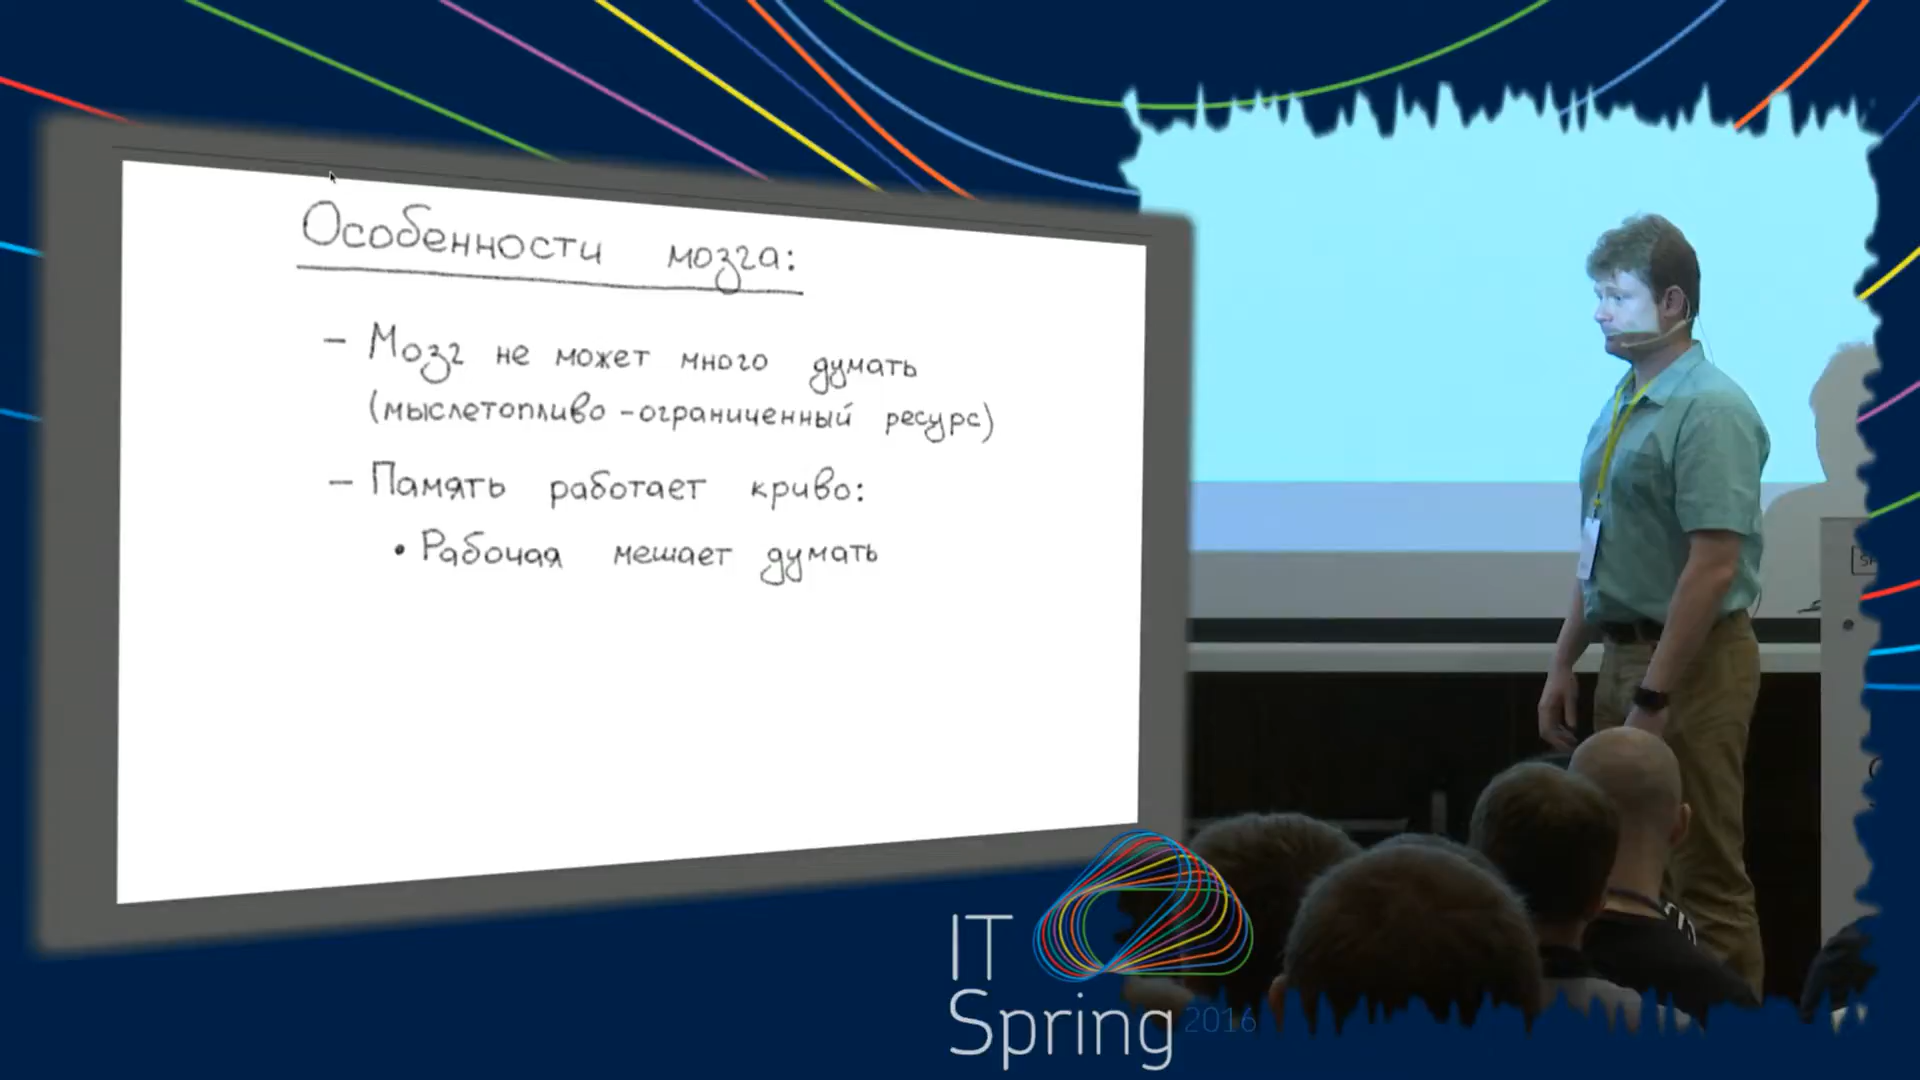 Особенности мозга:
– Мозг не может много думать
(мыслетопливо – ограниченный ресурс)
– Память работает криво:
• Рабочая мешает думать
IT
Spring 2016